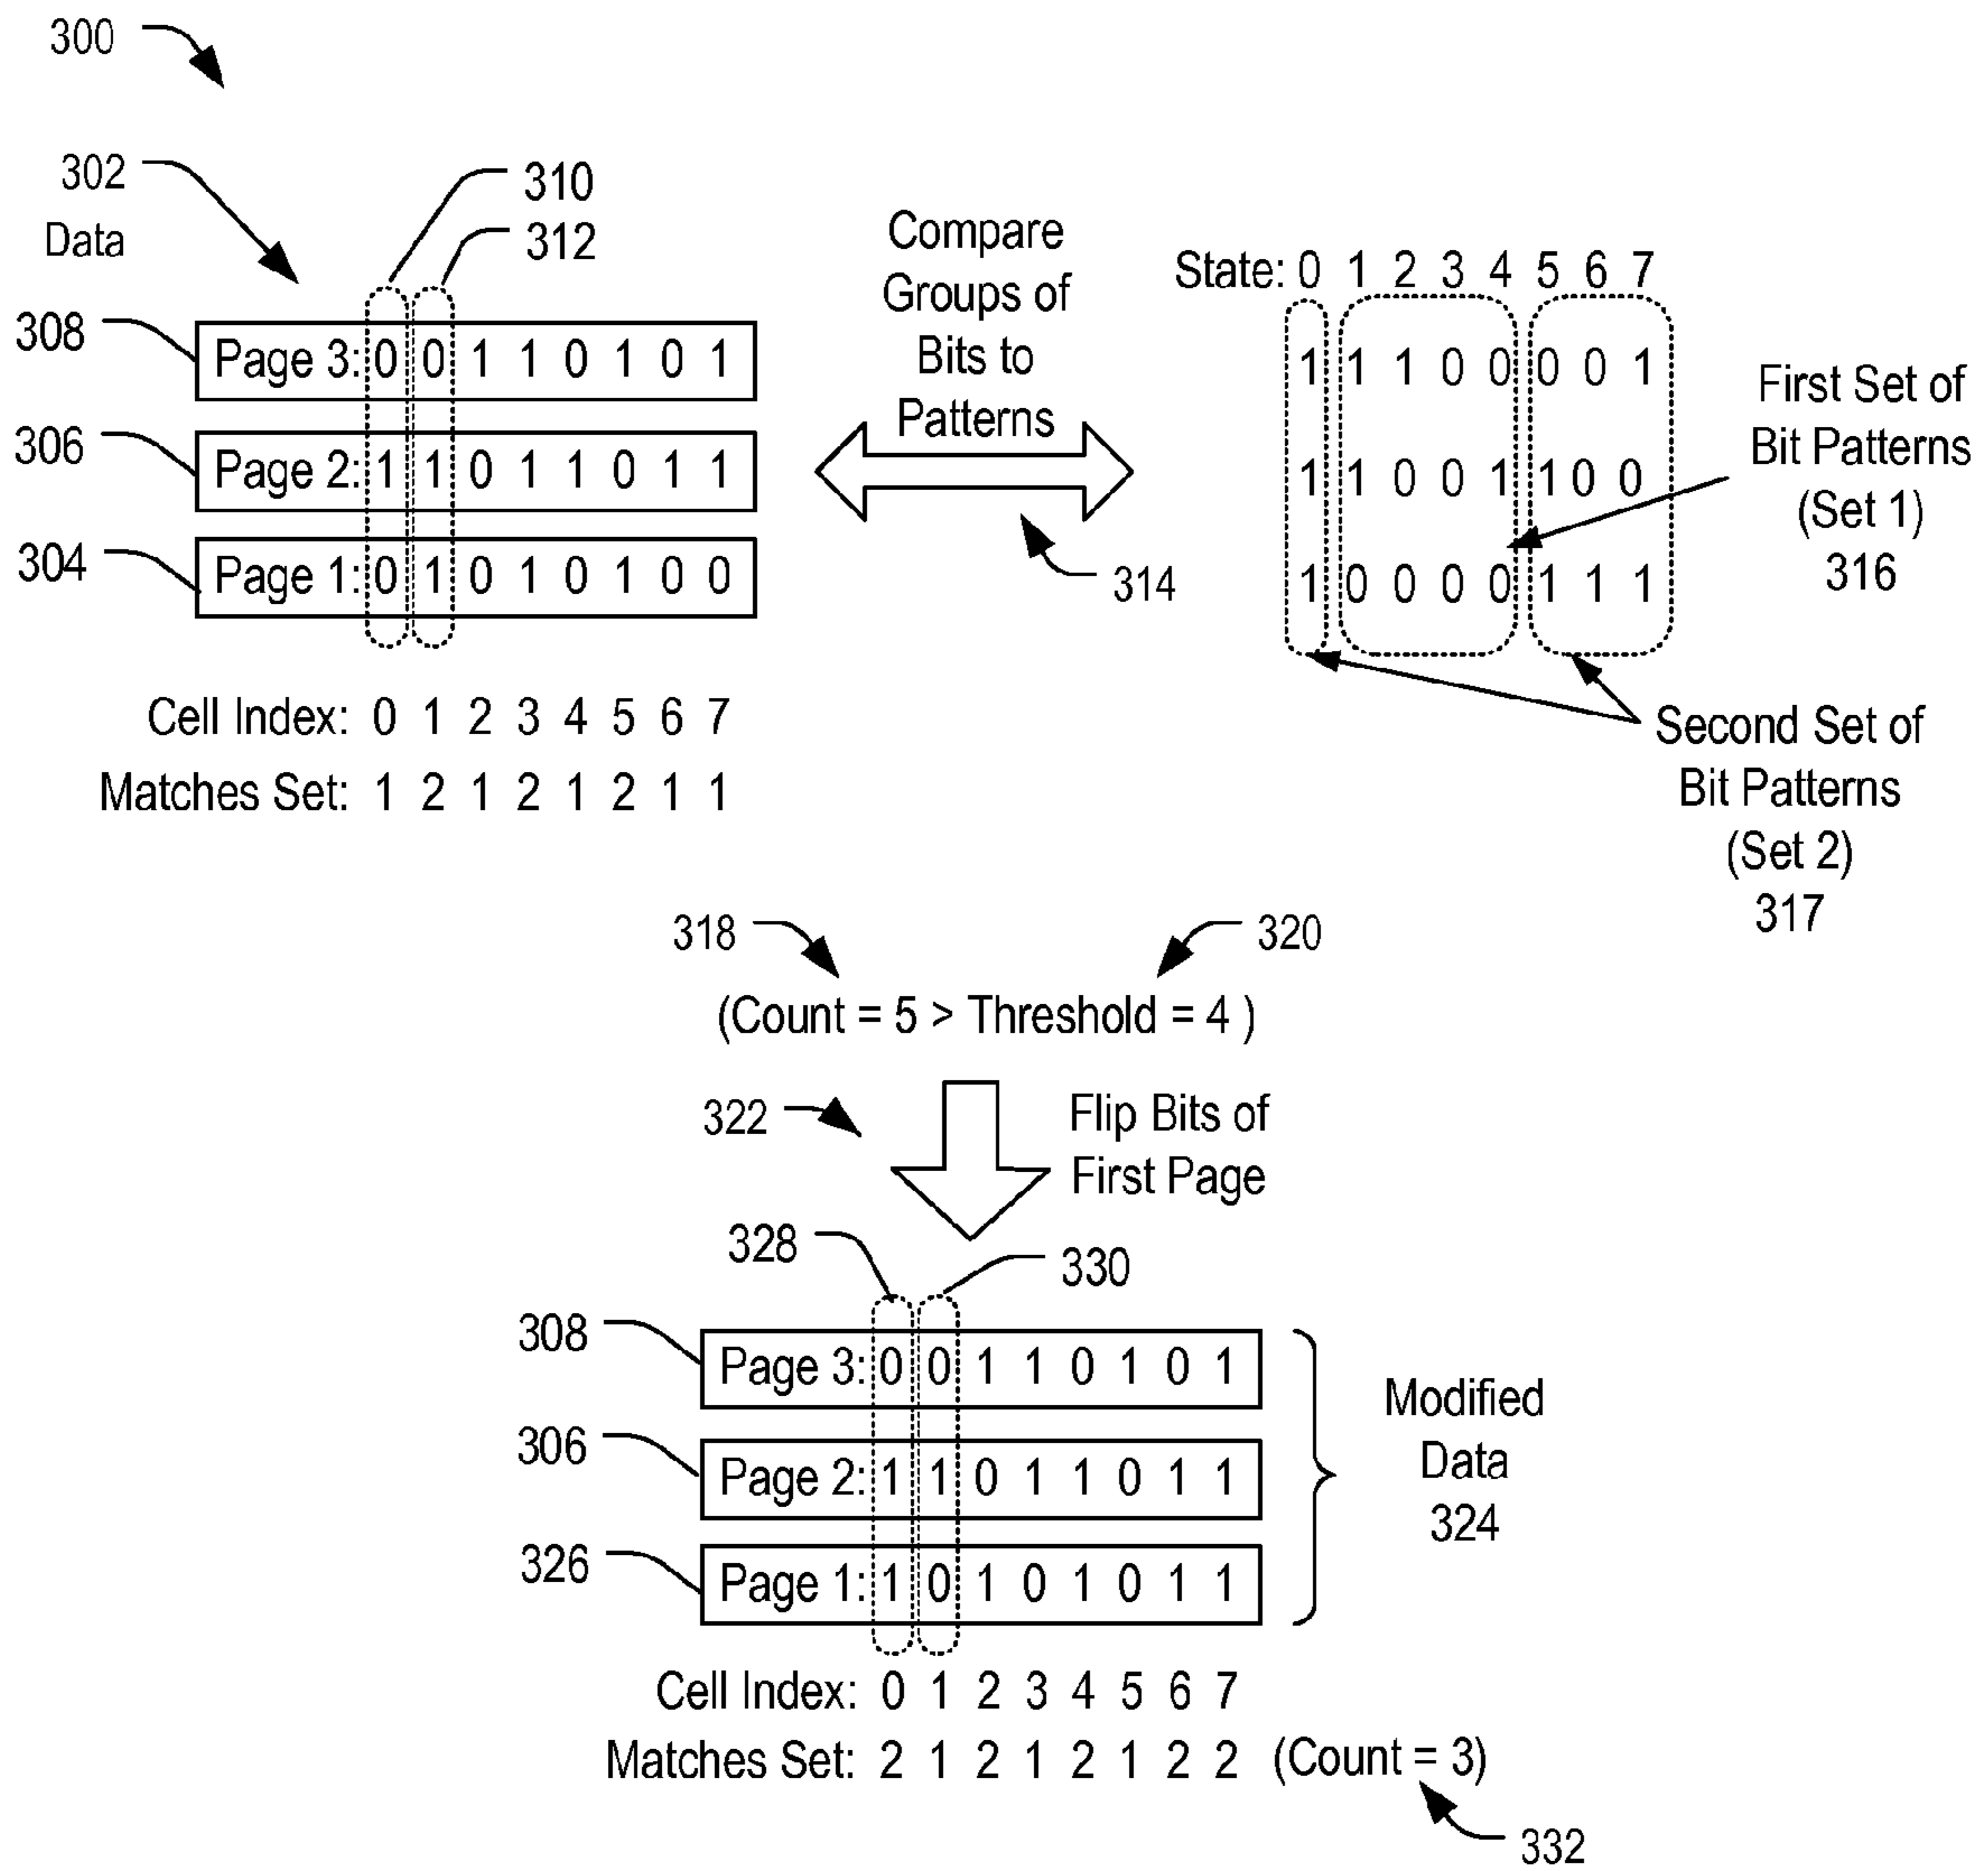 300
302
Data
310
312
308
Page 3: 0 0 1 1 0 1 0 1
306
Page 2: 1 1 0 1 1 0 1 1
304
Page 1: 0 1 0 1 0 1 0 0
Cell Index: 0 1 2 3 4 5 6 7
Matches Set: 1 2 1 2 1 2 1 1
Compare
Groups of
Bits to
Patterns
314
State: 0 1 2 3 4 5 6 7
1 1 1 0 0 0 0 1
1 1 0 0 1 1 0 0
1 0 0 0 0 1 1 1
First Set of
Bit Patterns
(Set 1)
316
Second Set of
Bit Patterns
(Set 2)
317
318
320
(Count = 5 > Threshold = 4 )
322
Flip Bits of
First Page
328
330
308
Page 3: 0 0 1 1 0 1 0 1
306
Page 2: 1 1 0 1 1 0 1 1
326
Page 1: 1 0 1 0 1 0 1 1
Modified
Data
324
Cell Index: 0 1 2 3 4 5 6 7
Matches Set: 2 1 2 1 2 1 2 2 (Count = 3)
332